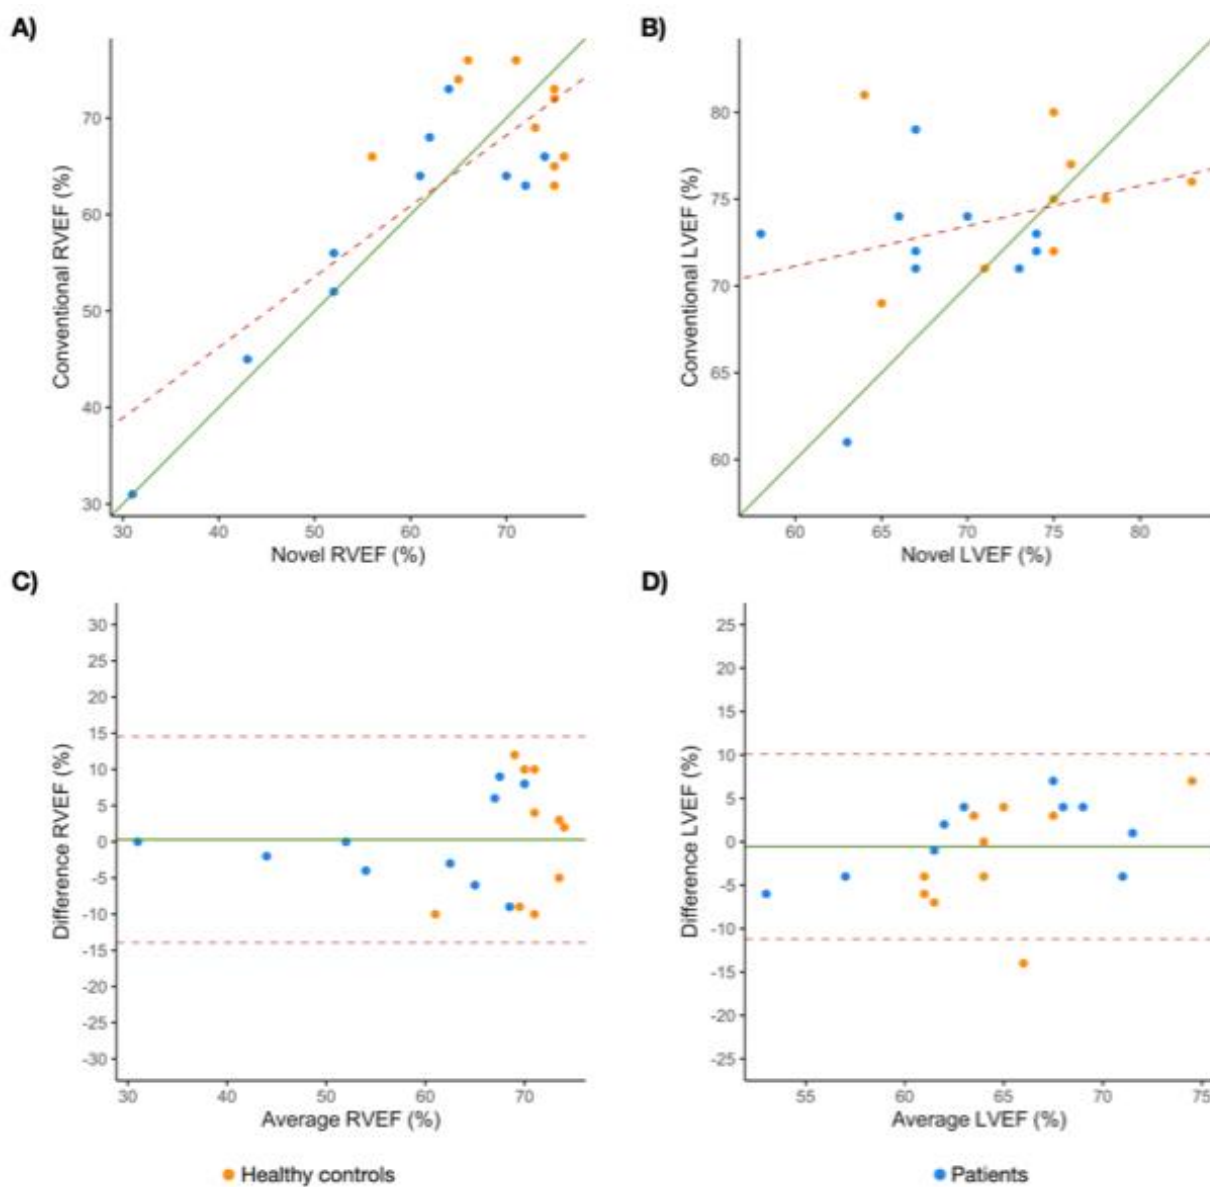 A)
B)
Conventional RVEF (%)
70
60
50
40
30
30 40 50 60 70
Novel RVEF (%)
Conventional LVEF (%)
80
75
70
65
60
60 65 70 75 80
Novel LVEF (%)
C)
D)
Difference RVEF (%)
30
25
20
15
10
5
0
-5
-10
-15
-20
-25
-30
30 40 50 60 70
Average RVEF (%)
Difference LVEF (%)
25
20
15
10
5
0
-5
-10
-15
-20
-25
55 60 65 70 75
Average LVEF (%)
Healthy controls
Patients